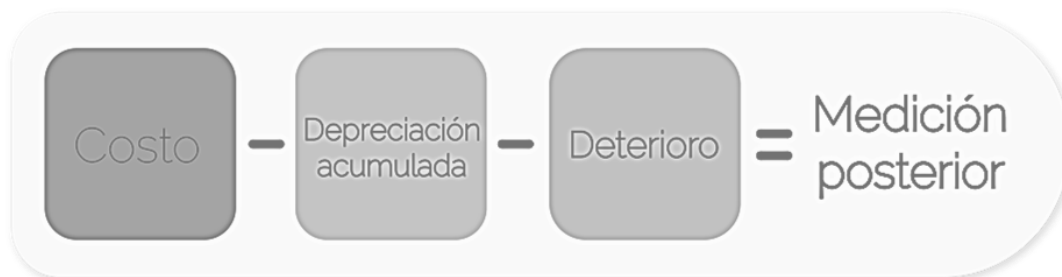 Costo – Depreciación
acumulada – Deterioro = Medición
posterior